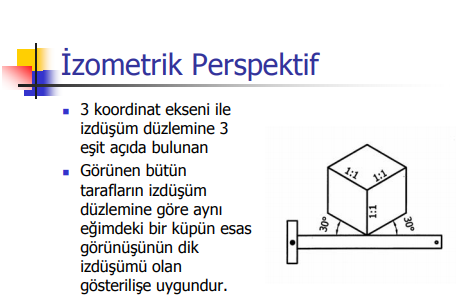 İzometrik Perspektif
3 koordinat ekseni ile
izdüşüm düzlemine 3
eşit açıda bulunan
Görünen bütün
tarafların izdüşüm
düzlemine göre aynı
eğimdeki bir küpün esas
görünüşünün dik
izdüşümü olan
gösterilişe uygundur.
1:1
1:1
1:1
30°
30°